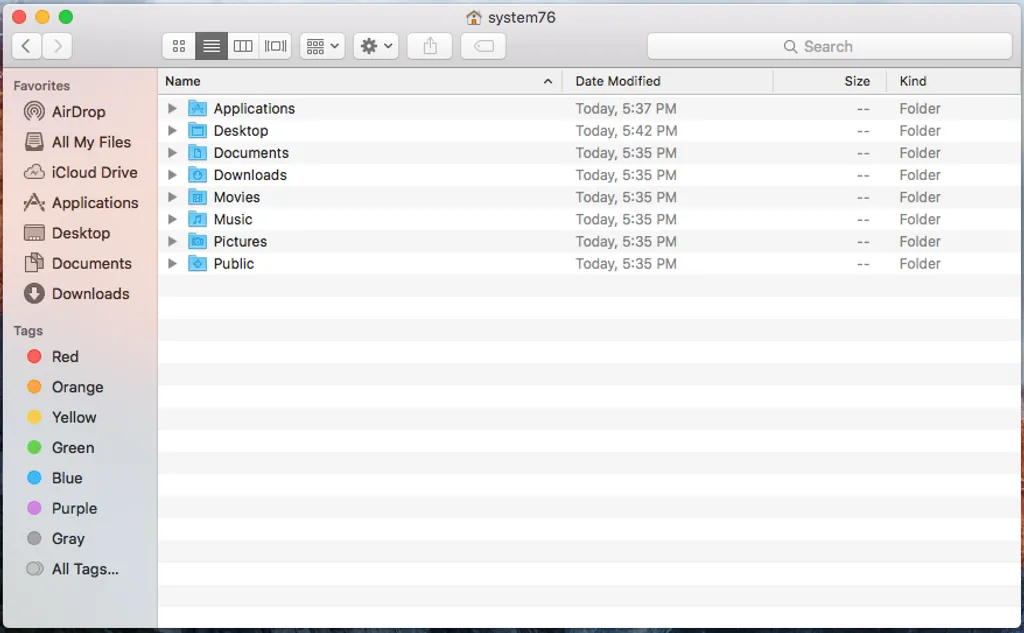 system76
Search
Favorites
AirDrop
All My Files
iCloud Drive
Applications
Desktop
Documents
Downloads
Tags
Red
Orange
Yellow
Green
Blue
Purple
Gray
All Tags...
Name Date Modified Size Kind
Applications Today, 5:37 PM -- Folder
Desktop Today, 5:42 PM -- Folder
Documents Today, 5:35 PM -- Folder
Downloads Today, 5:35 PM -- Folder
Movies Today, 5:35 PM -- Folder
Music Today, 5:35 PM -- Folder
Pictures Today, 5:35 PM -- Folder
Public Today, 5:35 PM -- Folder